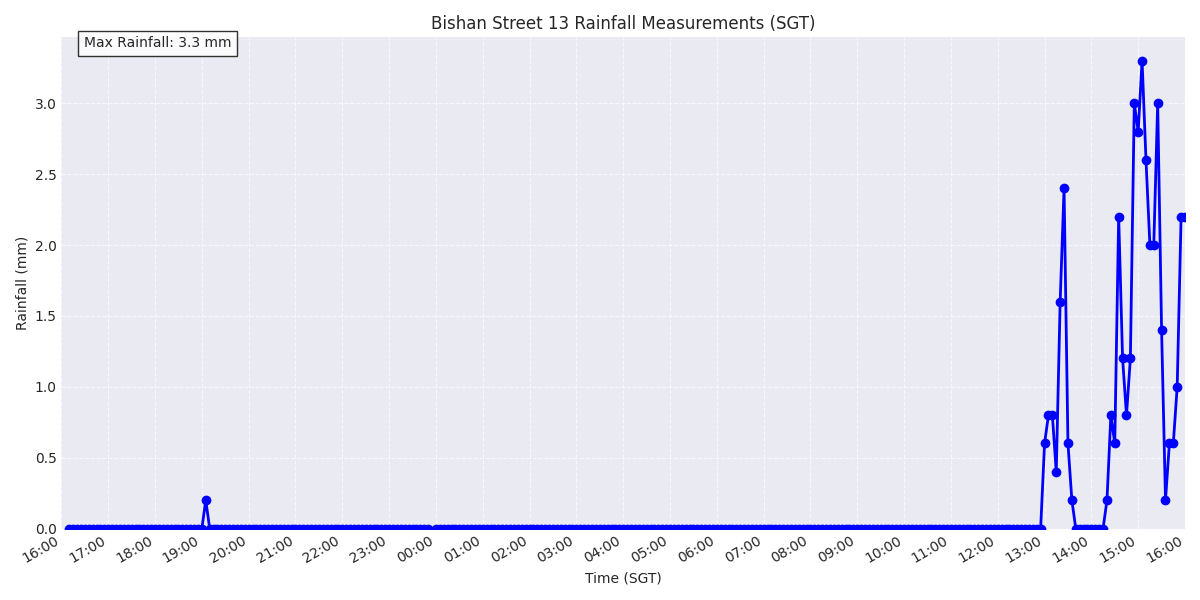 Bishan Street 13 Rainfall Measurements (SGT)
Max Rainfall: 3.3 mm
Rainfall (mm)
3.0
2.5
2.0
1.5
1.0
0.5
0.0
16:00 17:00 18:00 19:00 20:00 21:00 22:00 23:00 00:00 01:00 02:00 03:00 04:00 05:00 06:00 07:00 08:00 09:00 10:00 11:00 12:00 13:00 14:00 15:00 16:00
Time (SGT)